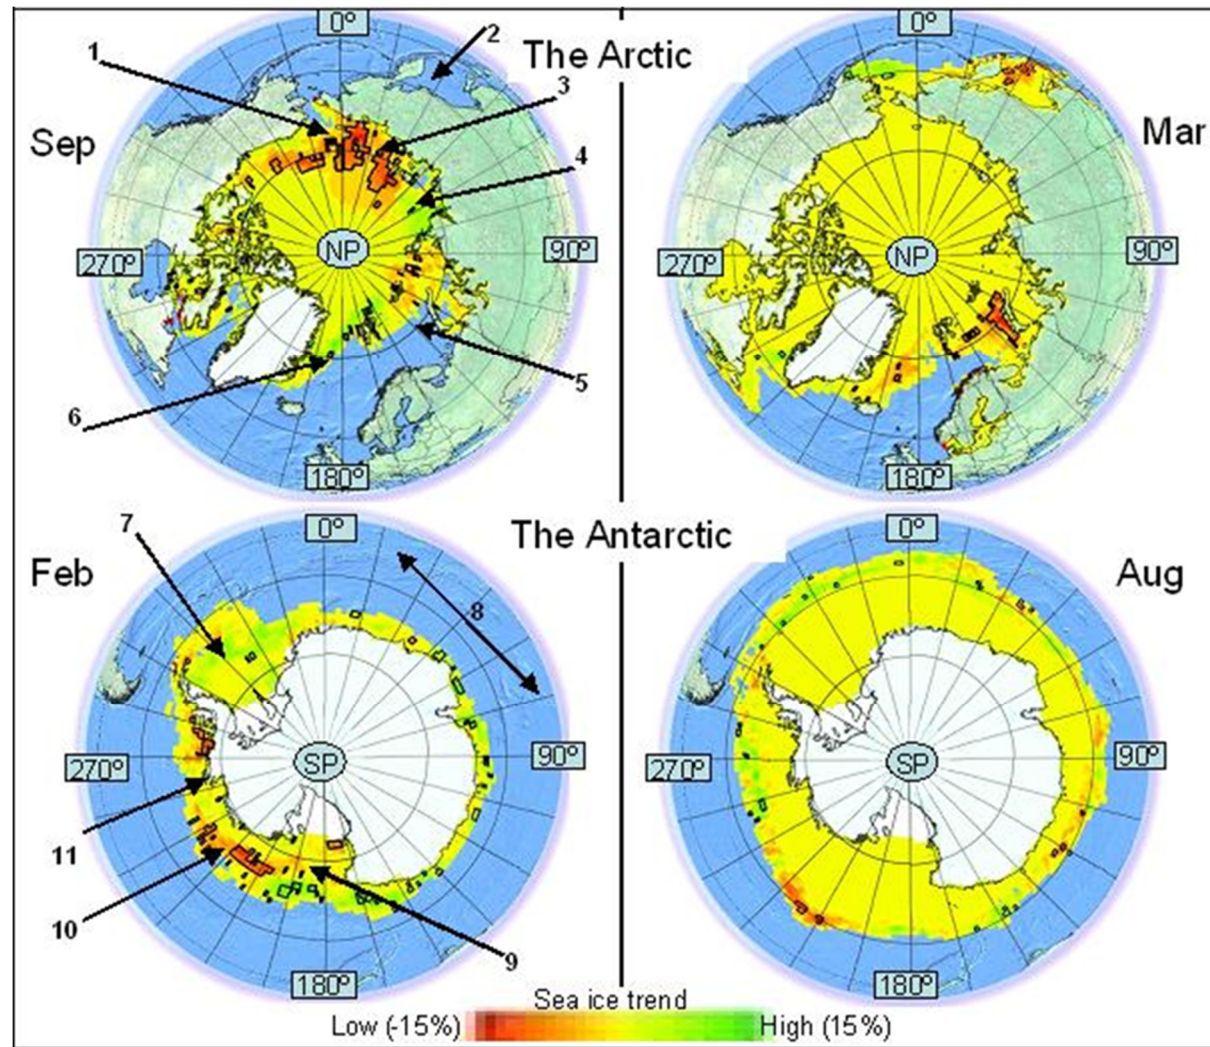 0°
The Arctic
1
2
3
Sep
4
270°
NP
90°
5
6
180°
0°
Mar
270°
NP
90°
180°
The Antarctic
7
0°
Feb
8
270°
SP
90°
11
10
9
180°
0°
Aug
270°
SP
90°
180°
Sea ice trend
Low (-15%)
High (15%)